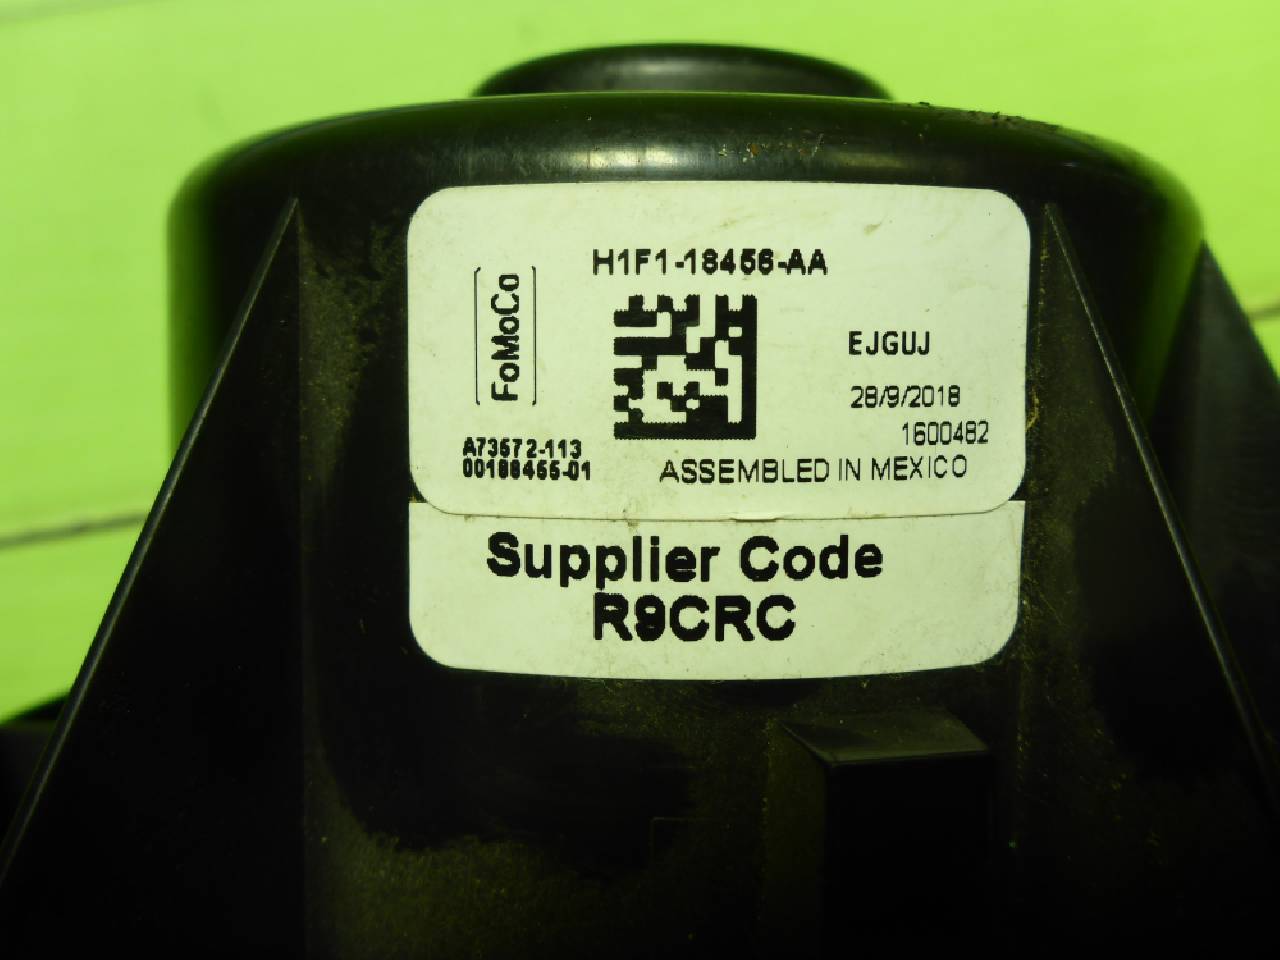 H1F1-18456-AA
FoMoCo
EJGUJ
28/9/2018
1600482
A73572-113
00188455-01
ASSEMBLED IN MEXICO
Supplier Code
R9CRC